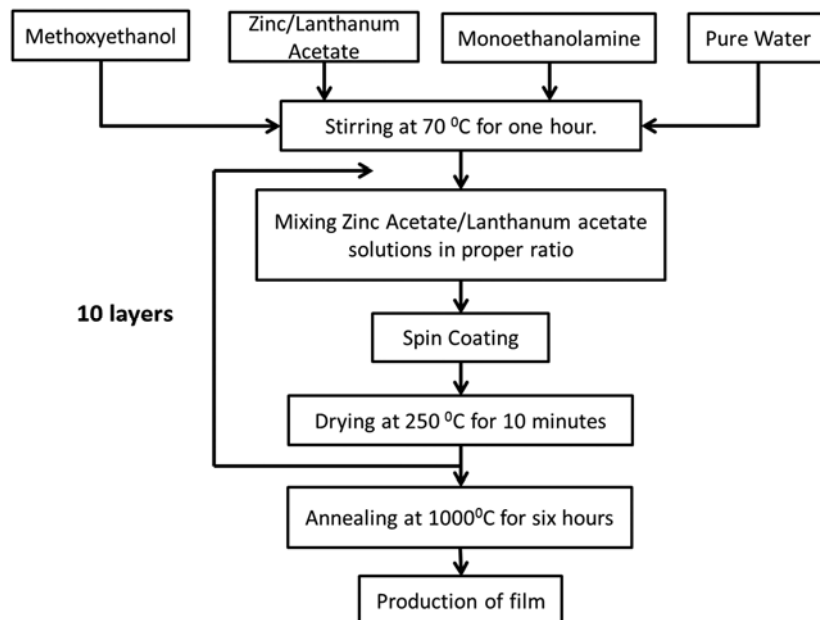 Methoxyethanol
Zinc/Lanthanum
Acetate
Monoethanolamine
Pure Water
Stirring at 70 ⁰C for one hour.
Mixing Zinc Acetate/Lanthanum acetate
solutions in proper ratio
10 layers
Spin Coating
Drying at 250 ⁰C for 10 minutes
Annealing at 1000⁰C for six hours
Production of film